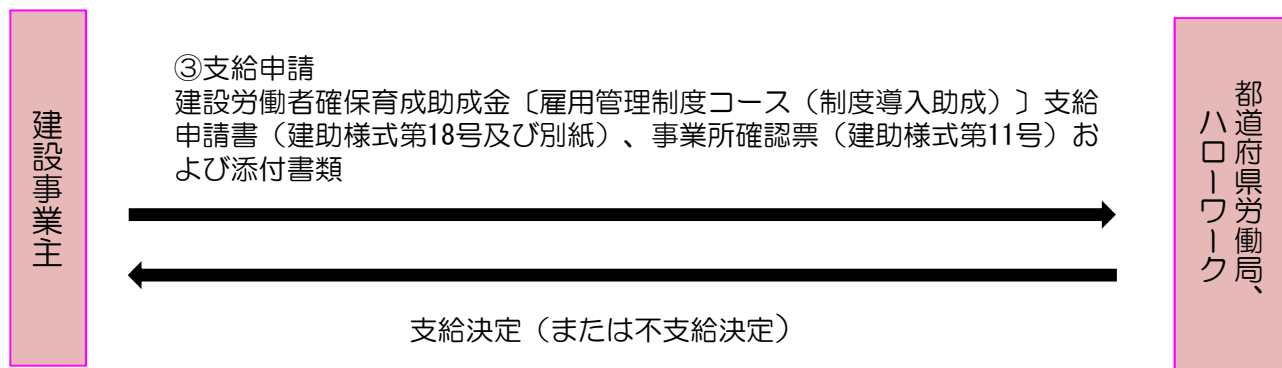 建設事業主
③支給申請
建設労働者確保育成助成金〔雇用管理制度コース（制度導入助成）〕支給
申請書（建助様式第18号及び別紙）、事業所確認票（建助様式第11号）お
よび添付書類
支給決定（または不支給決定）
都道府県労働局、
ハローワーク